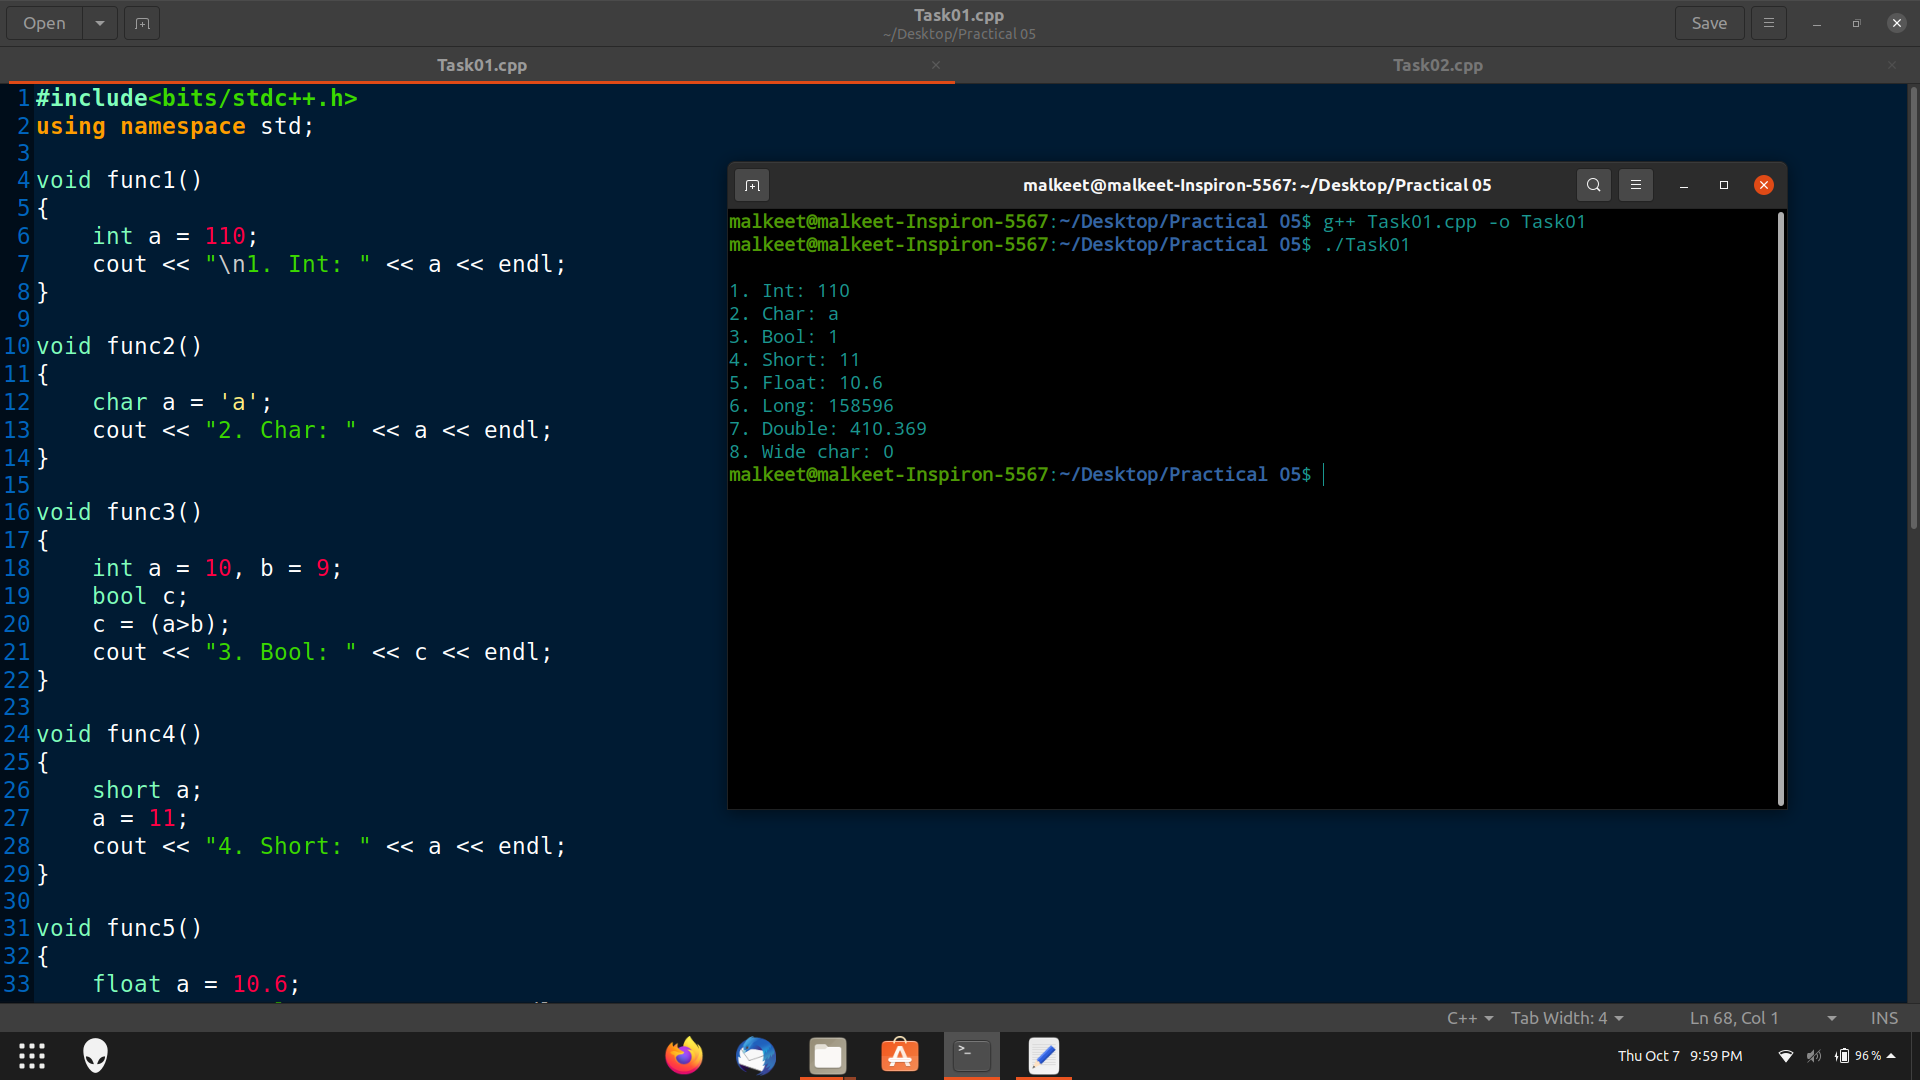 Open
Task01.cpp
~/Desktop/Practical 05
Save
Task01.cpp
Task02.cpp
1 #include<bits/stdc++.h>
2 using namespace std;
3
4 void func1()
5 {
6     int a = 110;
7     cout << "\n1. Int: " << a << endl;
8 }
9
10 void func2()
11 {
12     char a = 'a';
13     cout << "2. Char: " << a << endl;
14 }
15
16 void func3()
17 {
18     int a = 10, b = 9;
19     bool c;
20     c = (a>b);
21     cout << "3. Bool: " << c << endl;
22 }
23
24 void func4()
25 {
26     short a;
27     a = 11;
28     cout << "4. Short: " << a << endl;
29 }
30
31 void func5()
32 {
33     float a = 10.6;
malkeet@malkeet-Inspiron-5567: ~/Desktop/Practical 05
malkeet@malkeet-Inspiron-5567:~/Desktop/Practical 05$ g++ Task01.cpp -o Task01
malkeet@malkeet-Inspiron-5567:~/Desktop/Practical 05$ ./Task01
1. Int: 110
2. Char: a
3. Bool: 1
4. Short: 11
5. Float: 10.6
6. Long: 158596
7. Double: 410.369
8. Wide char: 0
malkeet@malkeet-Inspiron-5567:~/Desktop/Practical 05$
C++ Tab Width: 4 Ln 68, Col 1 INS
Thu Oct 7 9:59 PM 96%